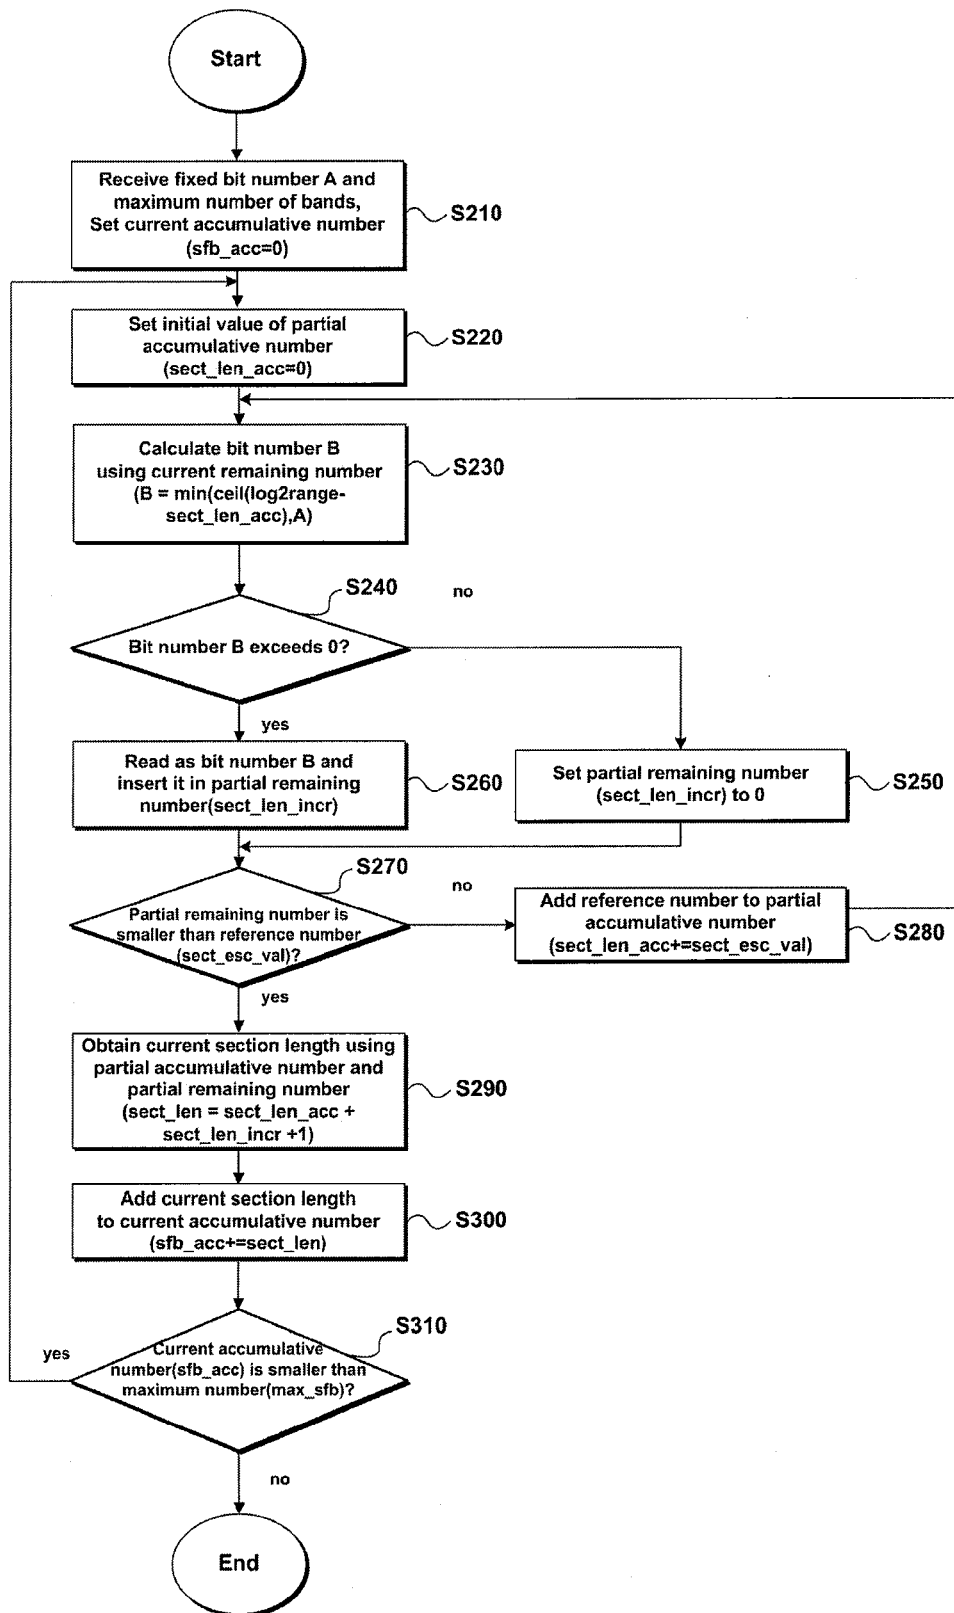 Start
Receive fixed bit number A and
maximum number of bands,
Set current accumulative number
(sfb_acc=0)
S210
Set initial value of partial
accumulative number
(sect_len_acc=0)
S220
Calculate bit number B
using current remaining number
(B = min(ceil(log2range-
sect_len_acc),A)
S230
S240
no
Bit number B exceeds 0?
yes
Read as bit number B and
insert it in partial remaining
number(sect_len_incr)
S260
Set partial remaining number
(sect_len_incr) to 0
S250
S270
no
Partial remaining number is
smaller than reference number
(sect_esc_val)?
Add reference number to partial
accumulative number
(sect_len_acc+=sect_esc_val)
S280
yes
Obtain current section length using
partial accumulative number and
partial remaining number
(sect_len = sect_len_acc +
sect_len_incr +1)
S290
Add current section length
to current accumulative number
(sfb_acc+=sect_len)
S300
S310
yes
Current accumulative
number(sfb_acc) is smaller than
maximum number(max_sfb)?
no
End